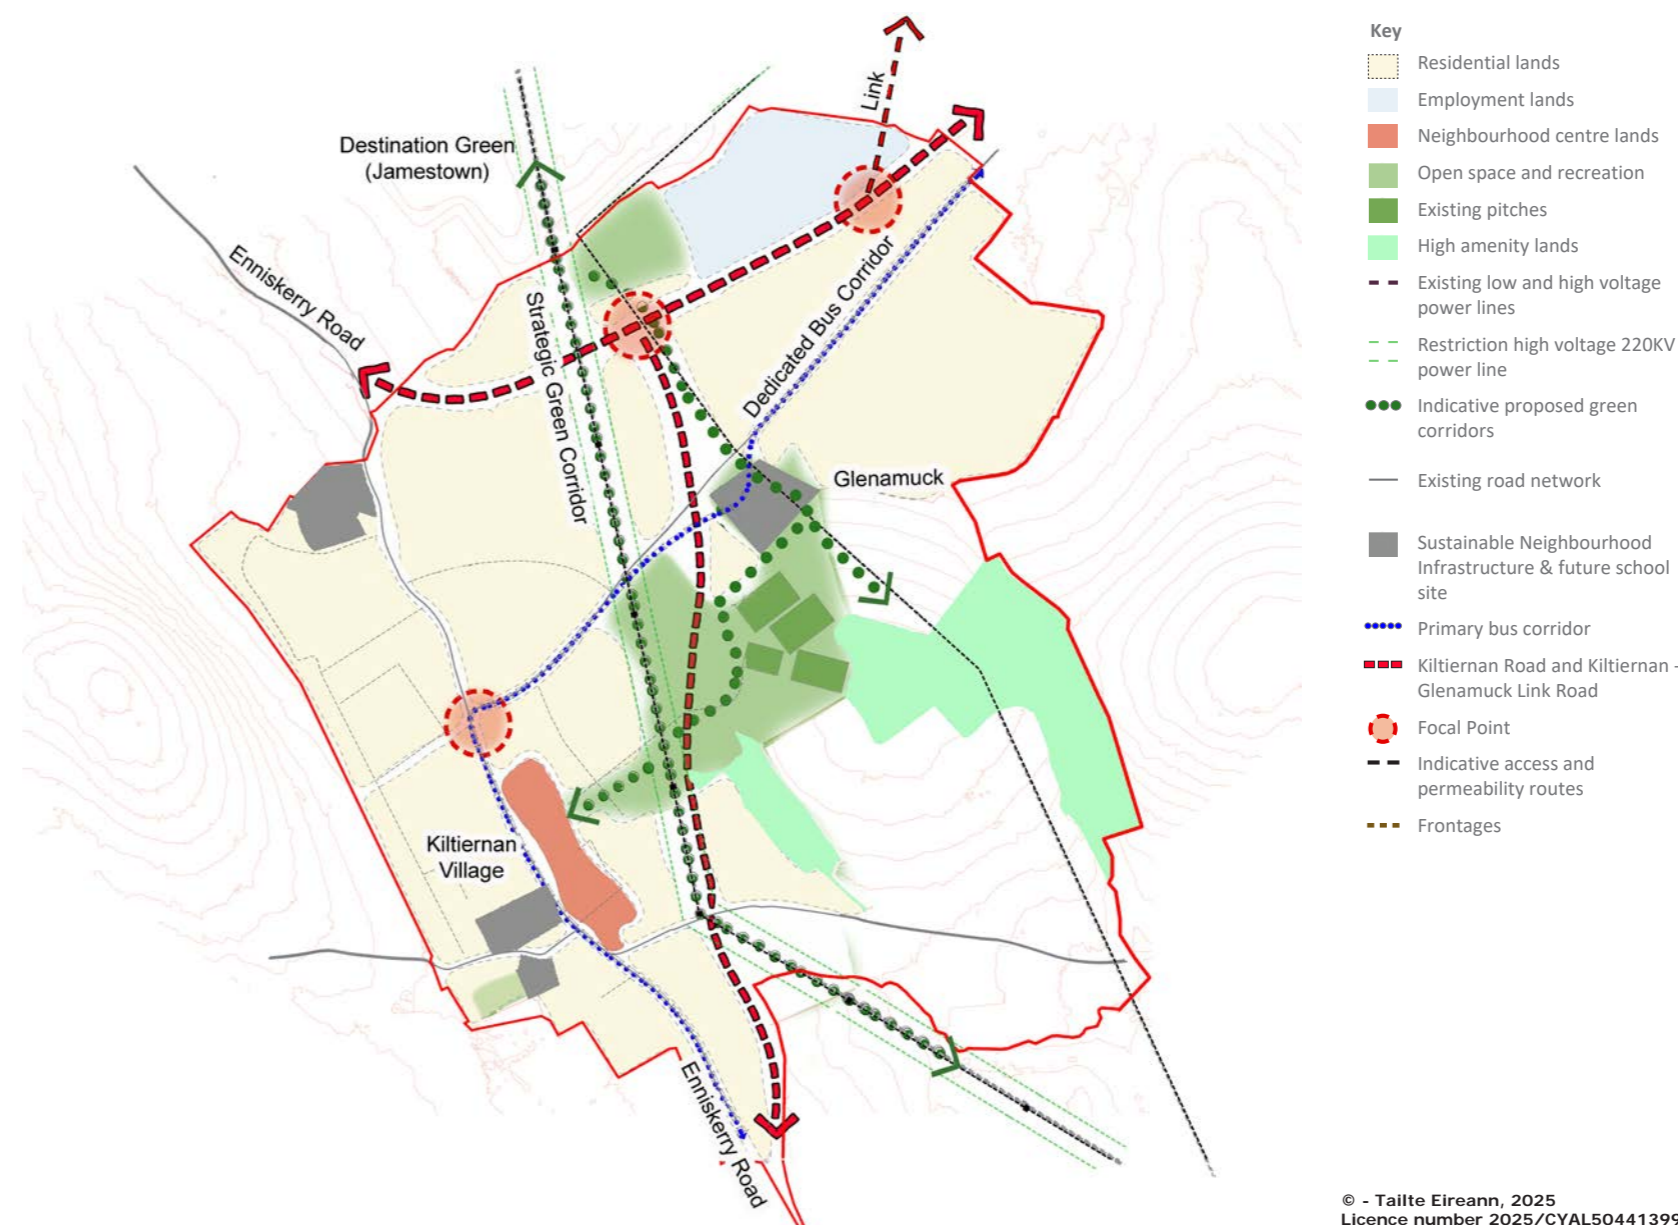 Link
Destination Green
(Jamestown)
Enniskerry Road
Strategic Green Corridor
Dedicated Bus Corridor
Glenamuck
Kiltiernan
Village
Enniskerry Road
Key
Residential lands
Employment lands
Neighbourhood centre lands
Open space and recreation
Existing pitches
High amenity lands
Existing low and high voltage
power lines
Restriction high voltage 220KV
power line
Indicative proposed green
corridors
Existing road network
Sustainable Neighbourhood
Infrastructure & future school
site
Primary bus corridor
Kiltiernan Road and Kiltiernan -
Glenamuck Link Road
Focal Point
Indicative access and
permeability routes
Frontages
© - Tailte Eireann, 2025
Licence number 2025/CYAL50441399